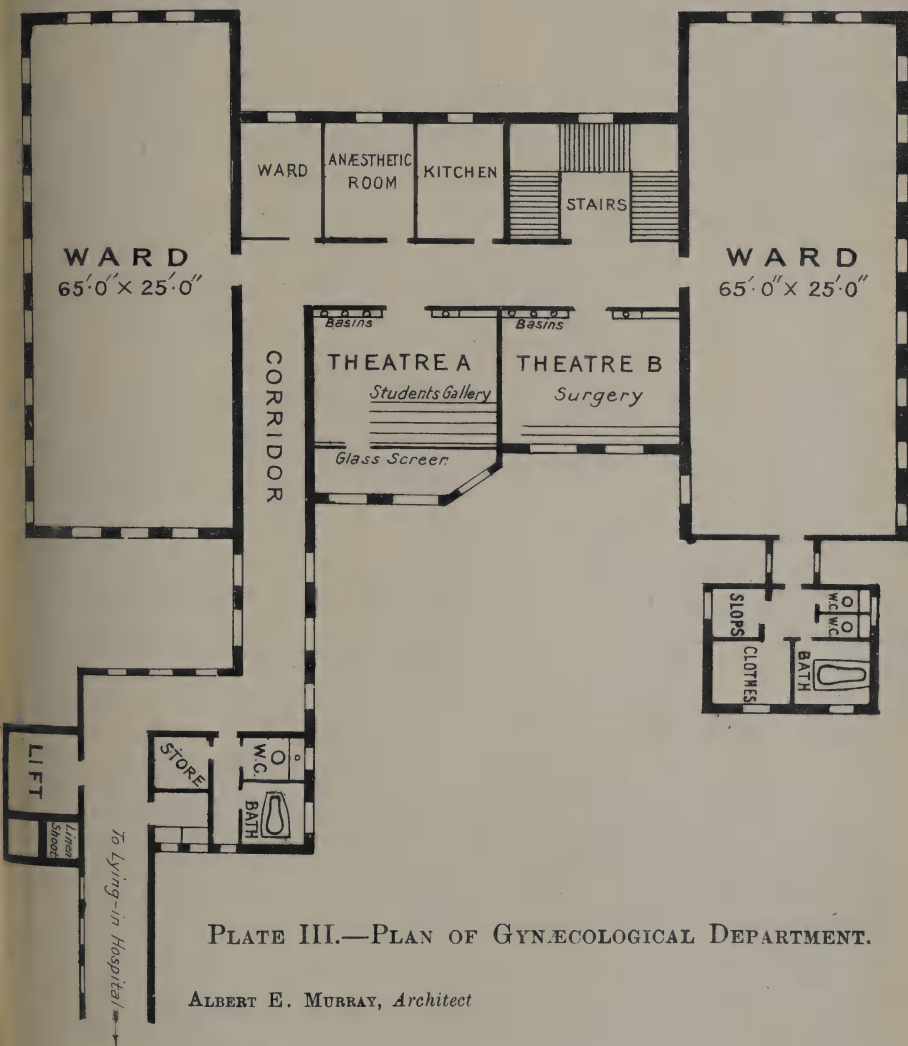 WARD
65'·0" × 25'·0"
WARD
ANÆSTHETIC
ROOM
KITCHEN
STAIRS
WARD
65'·0" × 25'·0"
Basins
Basins
THEATRE A
Students Gallery
Glass Screen
THEATRE B
Surgery
CORRIDOR
SLOPS
W.C.
W.C.
CLOTHES
BATH
LIFT
Linen
Shoot
STORE
W.C.
BATH
To Lying-in Hospital
PLATE III.—PLAN OF GYNÆCOLOGICAL DEPARTMENT.
ALBERT E. MURRAY, Architect